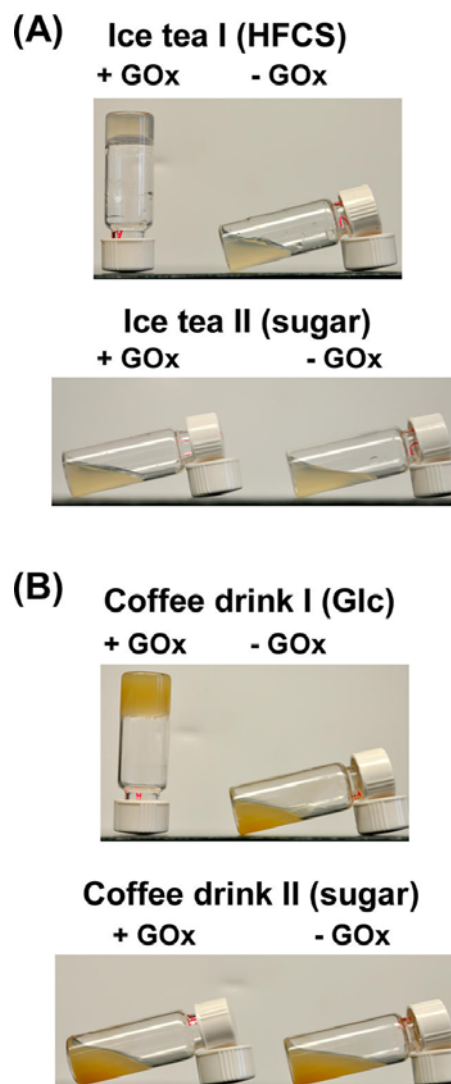 (A)
Ice tea I (HFCS)
+ GOx - GOx
Ice tea II (sugar)
+ GOx - GOx
(B)
Coffee drink I (Glc)
+ GOx - GOx
Coffee drink II (sugar)
+ GOx - GOx